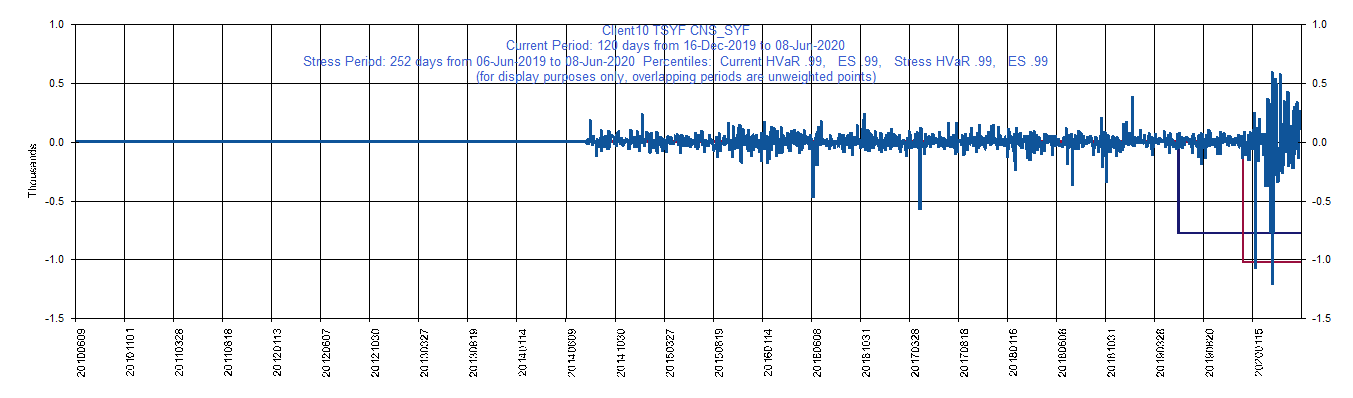 Client10 TSYF CNS_SYF
Current Period: 120 days from 16-Dec-2019 to 08-Jun-2020
Stress Period: 252 days from 06-Jun-2019 to 08-Jun-2020 Percentiles: Current HVaR .99, ES .99, Stress HVaR .99, ES .99
(for display purposes only, overlapping periods are unweighted points)
1.0 1.0
0.5 0.5
0.0 0.0
-0.5 -0.5
-1.0 -1.0
-1.5 -1.5
Thousands
20100609 20101101 20110328 20110818 20120113 20120607 20121030 20130327 20130819 20140114 20140609 20141030 20150327 20150819 20160114 20160608 20161031 20170328 20170818 20180116 20180608 20181031 20190328 20190820 20200115